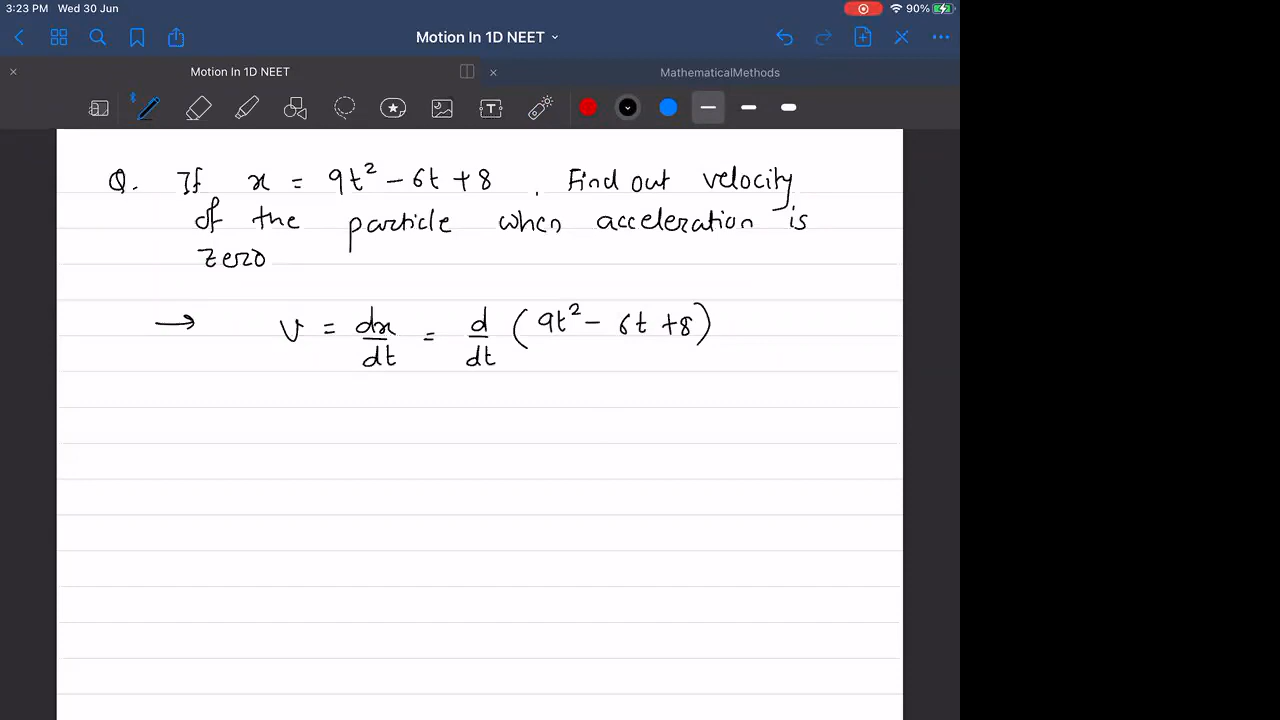 3:23 PM Wed 30 Jun 90%
Motion In 1D NEET
Motion In 1D NEET MathematicalMethods
Q. If x = 9t² – 6t + 8 . Find out velocity
of the particle when acceleration is
zero
→ v = dx/dt = d/dt (9t² – 6t + 8)